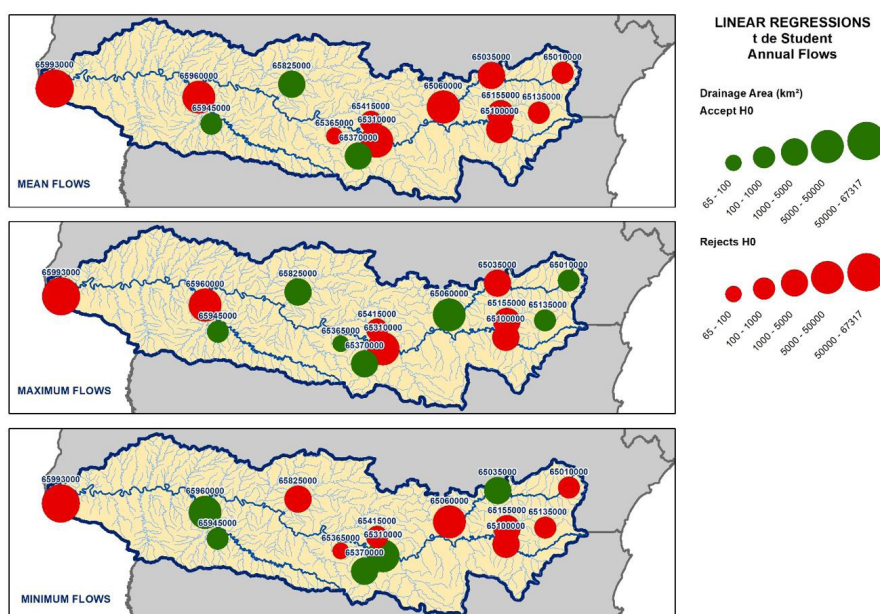 LINEAR REGRESSIONS
t de Student
Annual Flows
Drainage Area (km²)
Accept H0
65 - 100
100 - 1000
1000 - 5000
5000 - 50000
50000 - 67317
Rejects H0
65 - 100
100 - 1000
1000 - 5000
5000 - 50000
50000 - 67317
65993000
65960000
65945000
65825000
65415000
65365000
65310000
65370000
65060000
65035000
65010000
65155000
65135000
65100000
MEAN FLOWS
65993000
65960000
65945000
65825000
65415000
65365000
65310000
65370000
65060000
65035000
65010000
65155000
65135000
65100000
MAXIMUM FLOWS
65993000
65960000
65945000
65825000
65415000
65365000
65310000
65370000
65060000
65035000
65010000
65155000
65135000
65100000
MINIMUM FLOWS